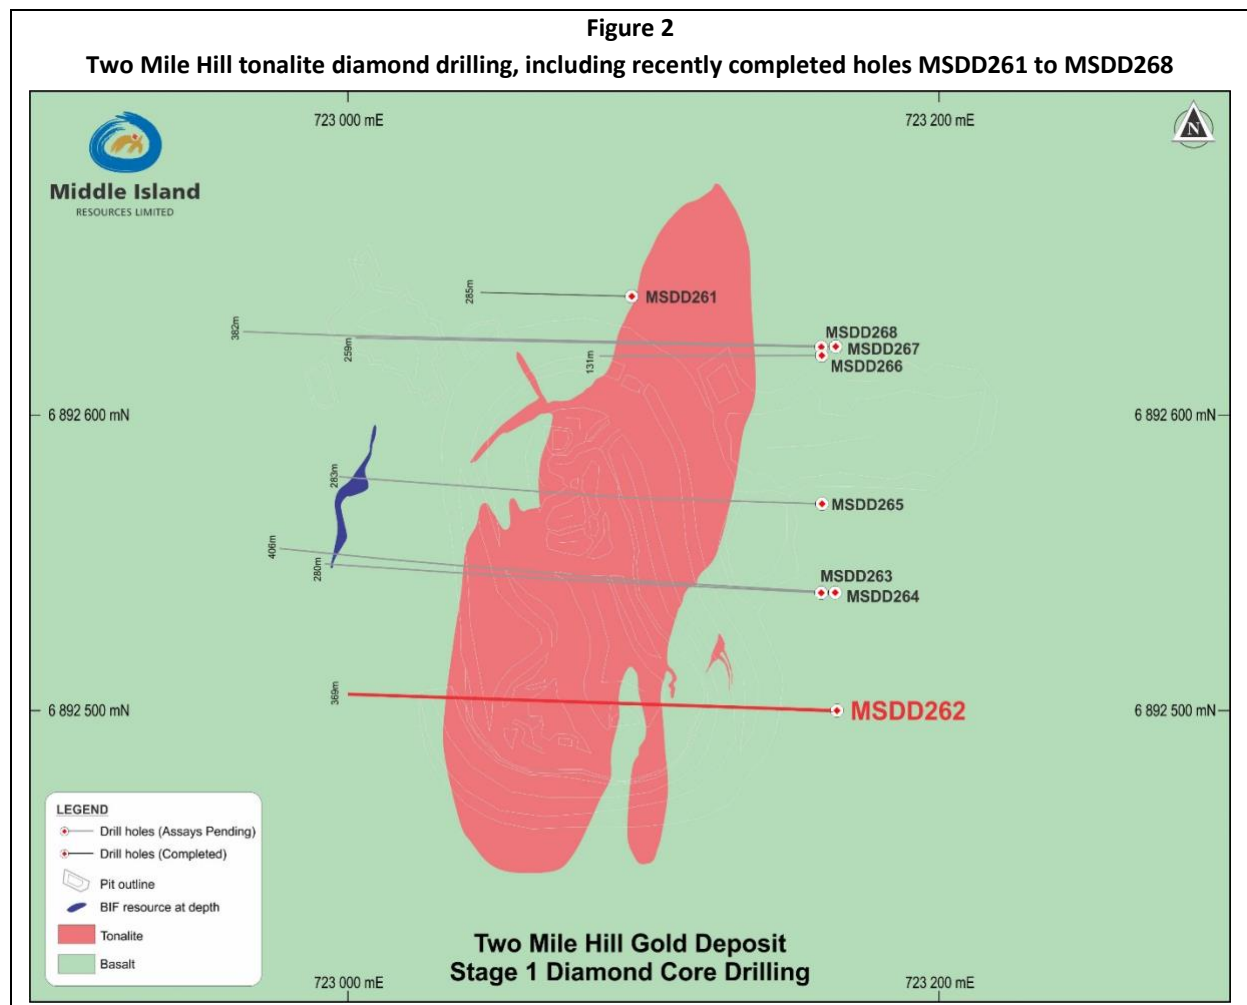 Figure 2
Two Mile Hill tonalite diamond drilling, including recently completed holes MSDD261 to MSDD268
723 000 mE
723 200 mE
N
Middle Island
RESOURCES LIMITED
285m
MSDD261
382m
259m
131m
MSDD268
MSDD267
MSDD266
6 892 600 mN
6 892 600 mN
283m
MSDD265
406m
280m
MSDD263
MSDD264
369m
MSDD262
6 892 500 mN
6 892 500 mN
LEGEND
Drill holes (Assays Pending)
Drill holes (Completed)
Pit outline
BIF resource at depth
Tonalite
Basalt
Two Mile Hill Gold Deposit
Stage 1 Diamond Core Drilling
723 000 mE
723 200 mE